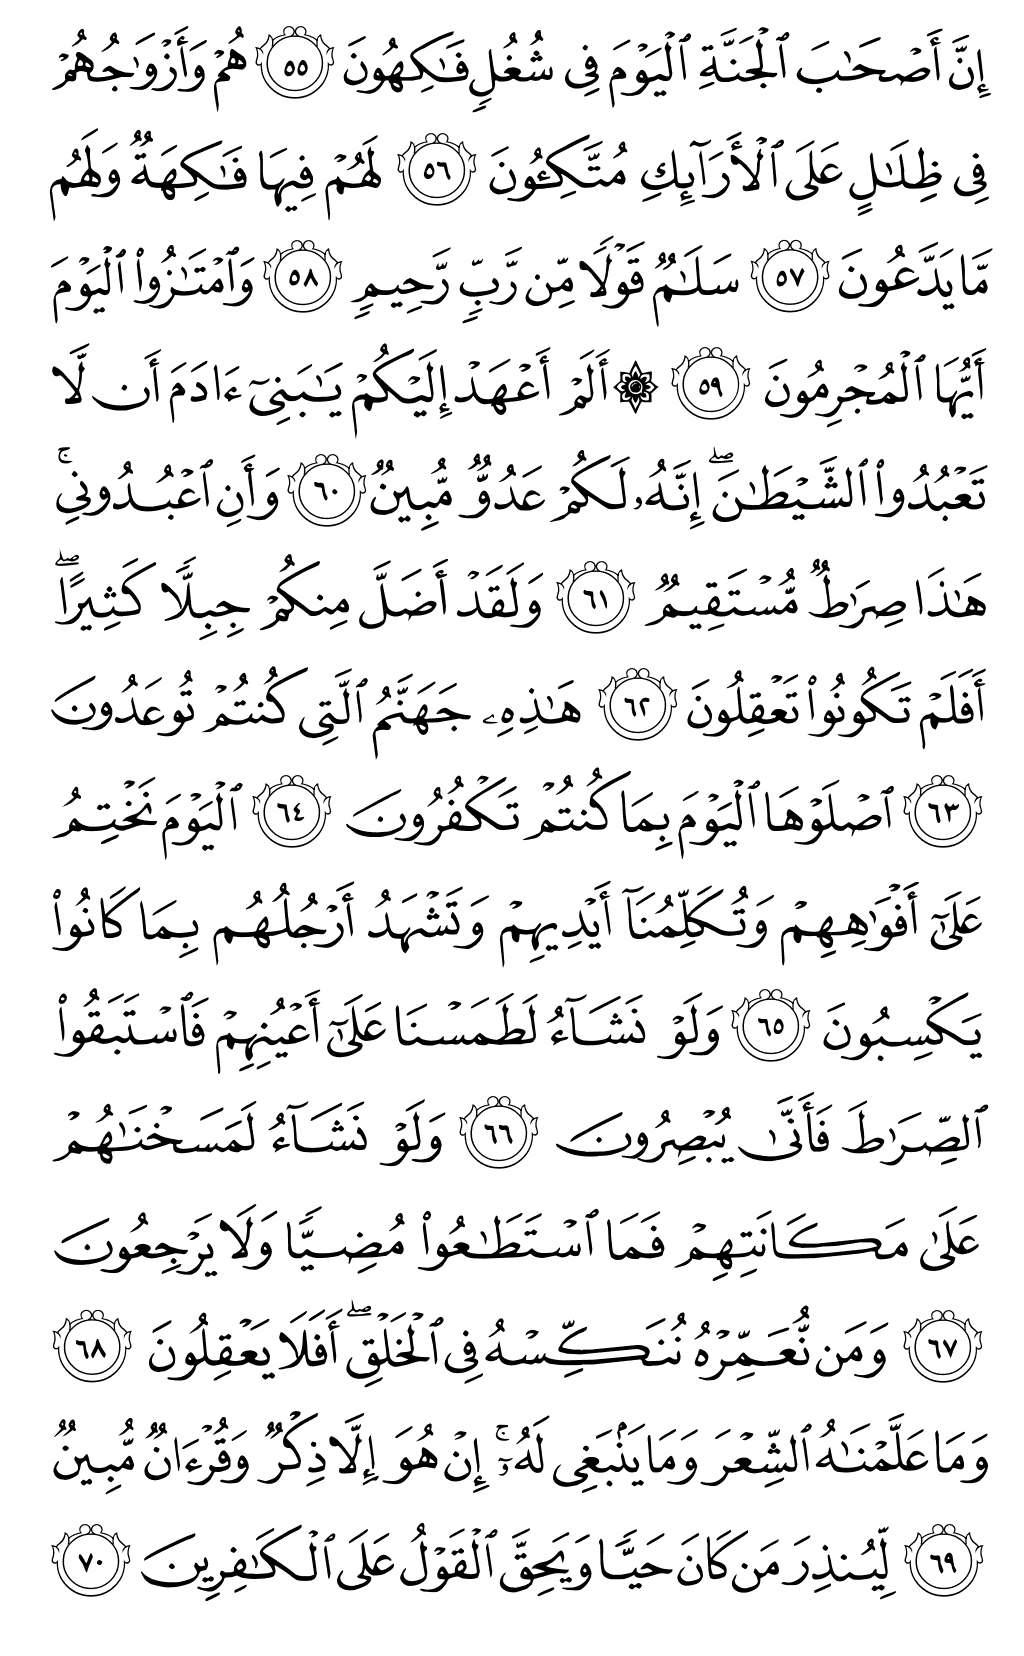 إِنَّ أَصْحَٰبَ ٱلْجَنَّةِ ٱلْيَوْمَ فِى شُغُلٍ فَٰكِهُونَ ٥٥ هُمْ وَأَزْوَٰجُهُمْ
فِى ظِلَٰلٍ عَلَى ٱلْأَرَآئِكِ مُتَّكِـُٔونَ ٥٦ لَهُمْ فِيهَا فَٰكِهَةٌ وَلَهُم
مَّا يَدَّعُونَ ٥٧ سَلَٰمٌ قَوْلًا مِّن رَّبٍّ رَّحِيمٍ ٥٨ وَٱمْتَٰزُوا۟ ٱلْيَوْمَ
أَيُّهَا ٱلْمُجْرِمُونَ ٥٩ ۞ أَلَمْ أَعْهَدْ إِلَيْكُمْ يَٰبَنِىٓ ءَادَمَ أَن لَّا
تَعْبُدُوا۟ ٱلشَّيْطَٰنَ ۖ إِنَّهُۥ لَكُمْ عَدُوٌّ مُّبِينٌ ٦٠ وَأَنِ ٱعْبُدُونِى ۚ
هَٰذَا صِرَٰطٌ مُّسْتَقِيمٌ ٦١ وَلَقَدْ أَضَلَّ مِنكُمْ جِبِلًّا كَثِيرًا ۖ
أَفَلَمْ تَكُونُوا۟ تَعْقِلُونَ ٦٢ هَٰذِهِۦ جَهَنَّمُ ٱلَّتِى كُنتُمْ تُوعَدُونَ
٦٣ ٱصْلَوْهَا ٱلْيَوْمَ بِمَا كُنتُمْ تَكْفُرُونَ ٦٤ ٱلْيَوْمَ نَخْتِمُ
عَلَىٰٓ أَفْوَٰهِهِمْ وَتُكَلِّمُنَآ أَيْدِيهِمْ وَتَشْهَدُ أَرْجُلُهُم بِمَا كَانُوا۟
يَكْسِبُونَ ٦٥ وَلَوْ نَشَآءُ لَطَمَسْنَا عَلَىٰٓ أَعْيُنِهِمْ فَٱسْتَبَقُوا۟
ٱلصِّرَٰطَ فَأَنَّىٰ يُبْصِرُونَ ٦٦ وَلَوْ نَشَآءُ لَمَسَخْنَٰهُمْ
عَلَىٰ مَكَانَتِهِمْ فَمَا ٱسْتَطَٰعُوا۟ مُضِيًّا وَلَا يَرْجِعُونَ
٦٧ وَمَن نُّعَمِّرْهُ نُنَكِّسْهُ فِى ٱلْخَلْقِ ۖ أَفَلَا يَعْقِلُونَ ٦٨
وَمَا عَلَّمْنَٰهُ ٱلشِّعْرَ وَمَا يَنۢبَغِى لَهُۥٓ ۚ إِنْ هُوَ إِلَّا ذِكْرٌ وَقُرْءَانٌ مُّبِينٌ
٦٩ لِّيُنذِرَ مَن كَانَ حَيًّا وَيَحِقَّ ٱلْقَوْلُ عَلَى ٱلْكَٰفِرِينَ ٧٠